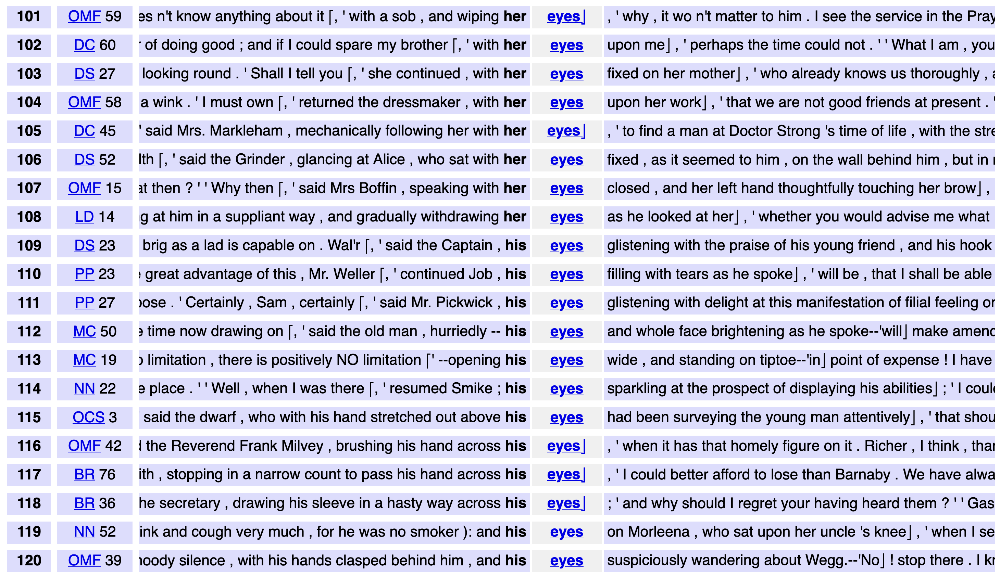 101 OMF 59 es n't know anything about it ⌈, ' with a sob , and wiping her eyes⌋ , ' why , it wo n't matter to him . I see the service in the Pray
102 DC 60 r of doing good ; and if I could spare my brother ⌈, ' with her eyes upon me⌋ , ' perhaps the time could not . ' ' What I am , you
103 DS 27 looking round . ' Shall I tell you ⌈, ' she continued , with her eyes fixed on her mother⌋ , ' who already knows us thoroughly , a
104 OMF 58 a wink . ' I must own ⌈, ' returned the dressmaker , with her eyes upon her work⌋ , ' that we are not good friends at present . '
105 DC 45 ' said Mrs. Markleham , mechanically following her with her eyes⌋ , ' to find a man at Doctor Strong 's time of life , with the stre
106 DS 52 lth ⌈, ' said the Grinder , glancing at Alice , who sat with her eyes fixed , as it seemed to him , on the wall behind him , but in r
107 OMF 15 at then ? ' ' Why then ⌈, ' said Mrs Boffin , speaking with her eyes closed , and her left hand thoughtfully touching her brow⌋ ,
108 LD 14 g at him in a suppliant way , and gradually withdrawing her eyes as he looked at her⌋ , ' whether you would advise me what
109 DS 23 brig as a lad is capable on . Wal'r ⌈, ' said the Captain , his eyes glistening with the praise of his young friend , and his hook
110 PP 23 e great advantage of this , Mr. Weller ⌈, ' continued Job , his eyes filling with tears as he spoke⌋ , ' will be , that I shall be able
111 PP 27 pose . ' Certainly , Sam , certainly ⌈, ' said Mr. Pickwick , his eyes glistening with delight at this manifestation of filial feeling or
112 MC 50 e time now drawing on ⌈, ' said the old man , hurriedly -- his eyes and whole face brightening as he spoke--'will⌋ make amend
113 MC 19 o limitation , there is positively NO limitation ⌈' --opening his eyes wide , and standing on tiptoe--'in⌋ point of expense ! I have
114 NN 22 e place . ' ' Well , when I was there ⌈, ' resumed Smike ; his eyes sparkling at the prospect of displaying his abilities⌋ ; ' I coul
115 OCS 3 ' said the dwarf , who with his hand stretched out above his eyes had been surveying the young man attentively⌋ , ' that shou
116 OMF 42 d the Reverend Frank Milvey , brushing his hand across his eyes⌋ , ' when it has that homely figure on it . Richer , I think , thar
117 BR 76 ith , stopping in a narrow count to pass his hand across his eyes⌋ , ' I could better afford to lose than Barnaby . We have alwa
118 BR 36 he secretary , drawing his sleeve in a hasty way across his eyes⌋ ; ' and why should I regret your having heard them ? ' ' Gas
119 NN 52 ink and cough very much , for he was no smoker ): and his eyes on Morleena , who sat upon her uncle 's knee⌋ , ' when I se
120 OMF 39 noody silence , with his hands clasped behind him , and his eyes suspiciously wandering about Wegg.--'No⌋ ! stop there . I kr